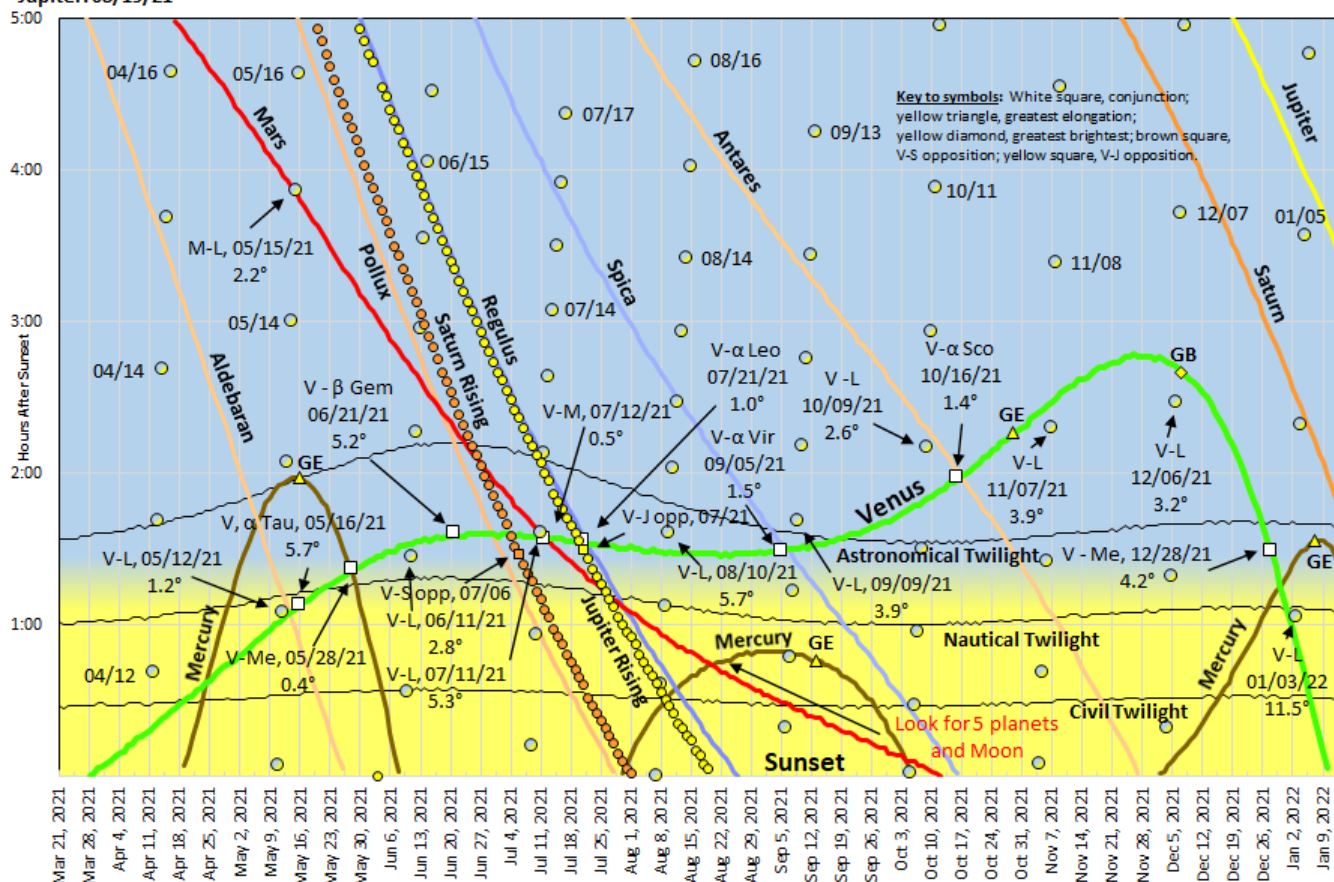 Jupiter: 08/19/21
5:00
4:00
3:00
2:00
1:00
Hours After Sunset
Key to symbols: White square, conjunction;
yellow triangle, greatest elongation;
yellow diamond, greatest brightest; brown square,
V-S opposition; yellow square, V-J opposition.
04/16
05/16
08/16
07/17
09/13
06/15
10/11
12/07
01/05
Mars
Antares
Jupiter
M-L, 05/15/21
2.2°
Pollux
Spica
08/14
11/08
Saturn
05/14
07/14
Saturn Rising
Regulus
04/14
Aldebaran
V - β Gem
06/21/21
5.2°
V-M, 07/12/21
0.5°
V-α Leo
07/21/21
1.0°
V-α Vir
09/05/21
1.5°
V -L
10/09/21
2.6°
V-α Sco
10/16/21
1.4°
GE
GB
GE
V-L
11/07/21
3.9°
V-L
12/06/21
3.2°
Venus
V, α Tau, 05/16/21
5.7°
V-L, 05/12/21
1.2°
V-J opp, 07/21
Astronomical Twilight
V - Me, 12/28/21
4.2°
GE
V-S opp, 07/06
V-L, 06/11/21
2.8°
V-L, 07/11/21
5.3°
V-L, 08/10/21
5.7°
V-L, 09/09/21
3.9°
Mercury
V-Me, 05/28/21
0.4°
Jupiter Rising
Mercury
GE
Nautical Twilight
Mercury
V-L
01/03/22
11.5°
04/12
Civil Twilight
Look for 5 planets
and Moon
Sunset
Mar 21, 2021
Mar 28, 2021
Apr 4, 2021
Apr 11, 2021
Apr 18, 2021
Apr 25, 2021
May 2, 2021
May 9, 2021
May 16, 2021
May 23, 2021
May 30, 2021
Jun 6, 2021
Jun 13, 2021
Jun 20, 2021
Jun 27, 2021
Jul 4, 2021
Jul 11, 2021
Jul 18, 2021
Jul 25, 2021
Aug 1, 2021
Aug 8, 2021
Aug 15, 2021
Aug 22, 2021
Aug 29, 2021
Sep 5, 2021
Sep 12, 2021
Sep 19, 2021
Sep 26, 2021
Oct 3, 2021
Oct 10, 2021
Oct 17, 2021
Oct 24, 2021
Oct 31, 2021
Nov 7, 2021
Nov 14, 2021
Nov 21, 2021
Nov 28, 2021
Dec 5, 2021
Dec 12, 2021
Dec 19, 2021
Dec 26, 2021
Jan 2, 2022
Jan 9, 2022